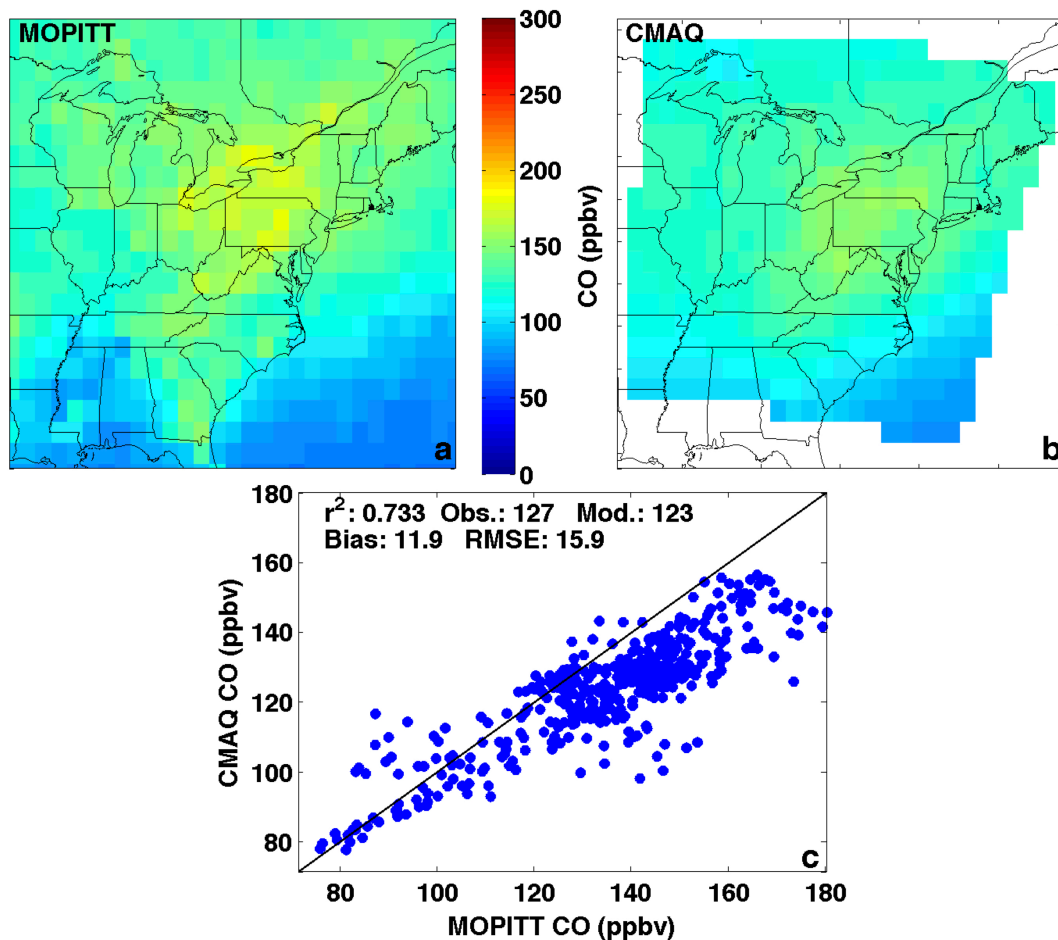 MOPITT
a
300
250
200
150
100
50
0
CO (ppbv)
CMAQ
b
r²: 0.733 Obs.: 127 Mod.: 123
Bias: 11.9 RMSE: 15.9
180
160
140
120
100
80
CMAQ CO (ppbv)
c
80 100 120 140 160 180
MOPITT CO (ppbv)